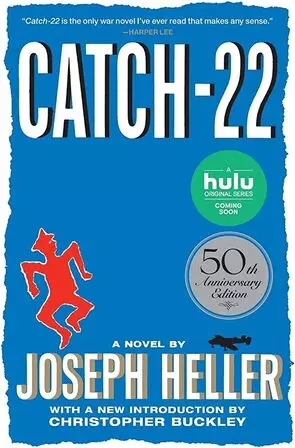 “Catch-22 is the only war novel I’ve ever read that makes any sense.”
—HARPER LEE
CATCH-22
A
hulu
ORIGINAL SERIES
COMING
SOON
50th
Anniversary
Edition
A NOVEL BY
JOSEPH HELLER
WITH A NEW INTRODUCTION BY
CHRISTOPHER BUCKLEY